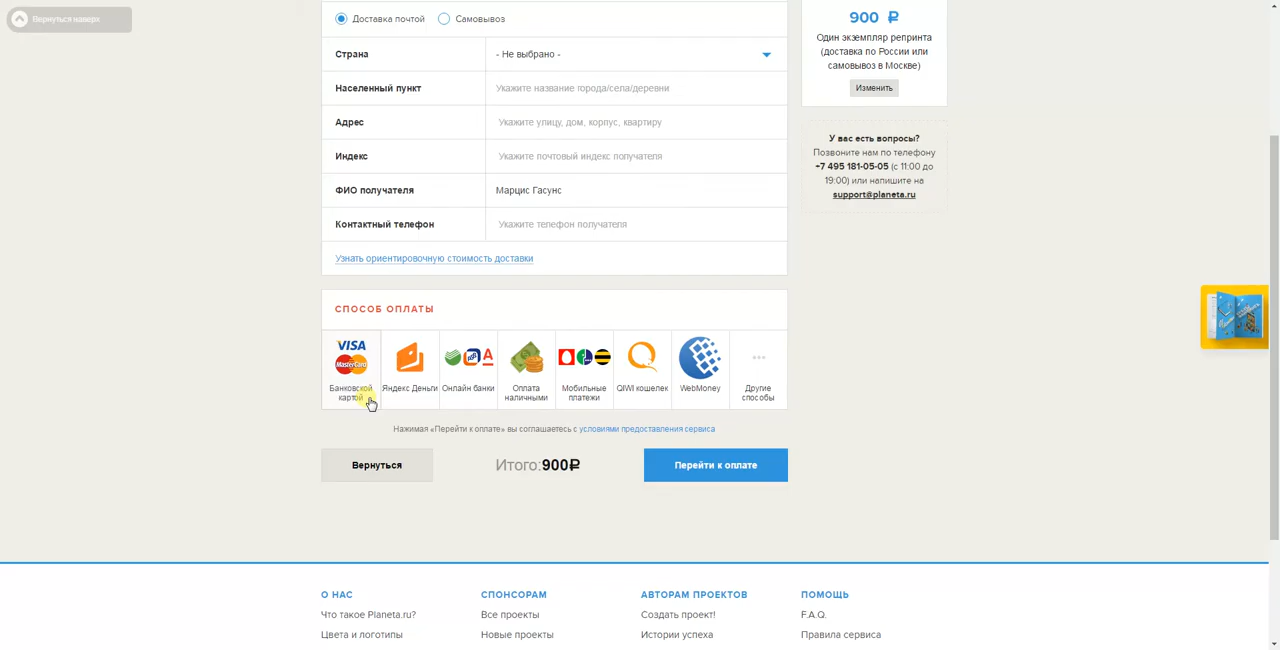 Вернуться наверх
Доставка почтой
Самовывоз
Страна
- Не выбрано -
Населенный пункт
Укажите название города/села/деревни
Адрес
Укажите улицу, дом, корпус, квартиру
Индекс
Укажите почтовый индекс получателя
ФИО получателя
Марцис Гасунс
Контактный телефон
Укажите телефон получателя
Узнать ориентировочную стоимость доставки
900 ₽
Один экземпляр репринта
(доставка по России или
самовывоз в Москве)
Изменить
У вас есть вопросы?
Позвоните нам по телефону
+7 495 181-05-05 (с 11:00 до
19:00) или напишите на
support@planeta.ru
СПОСОБ ОПЛАТЫ
VISA
MasterCard
Банковской
картой
Яндекс Деньги
Онлайн банки
Оплата
наличными
Мобильные
платежи
QIWI кошелек
WebMoney
Другие
способы
Нажимая «Перейти к оплате» вы соглашаетесь с условиями предоставления сервиса
Вернуться
Итого:900₽
Перейти к оплате
О НАС
Что такое Planeta.ru?
Цвета и логотипы
СПОНСОРАМ
Все проекты
Новые проекты
АВТОРАМ ПРОЕКТОВ
Создать проект!
Истории успеха
ПОМОЩЬ
F.A.Q.
Правила сервиса